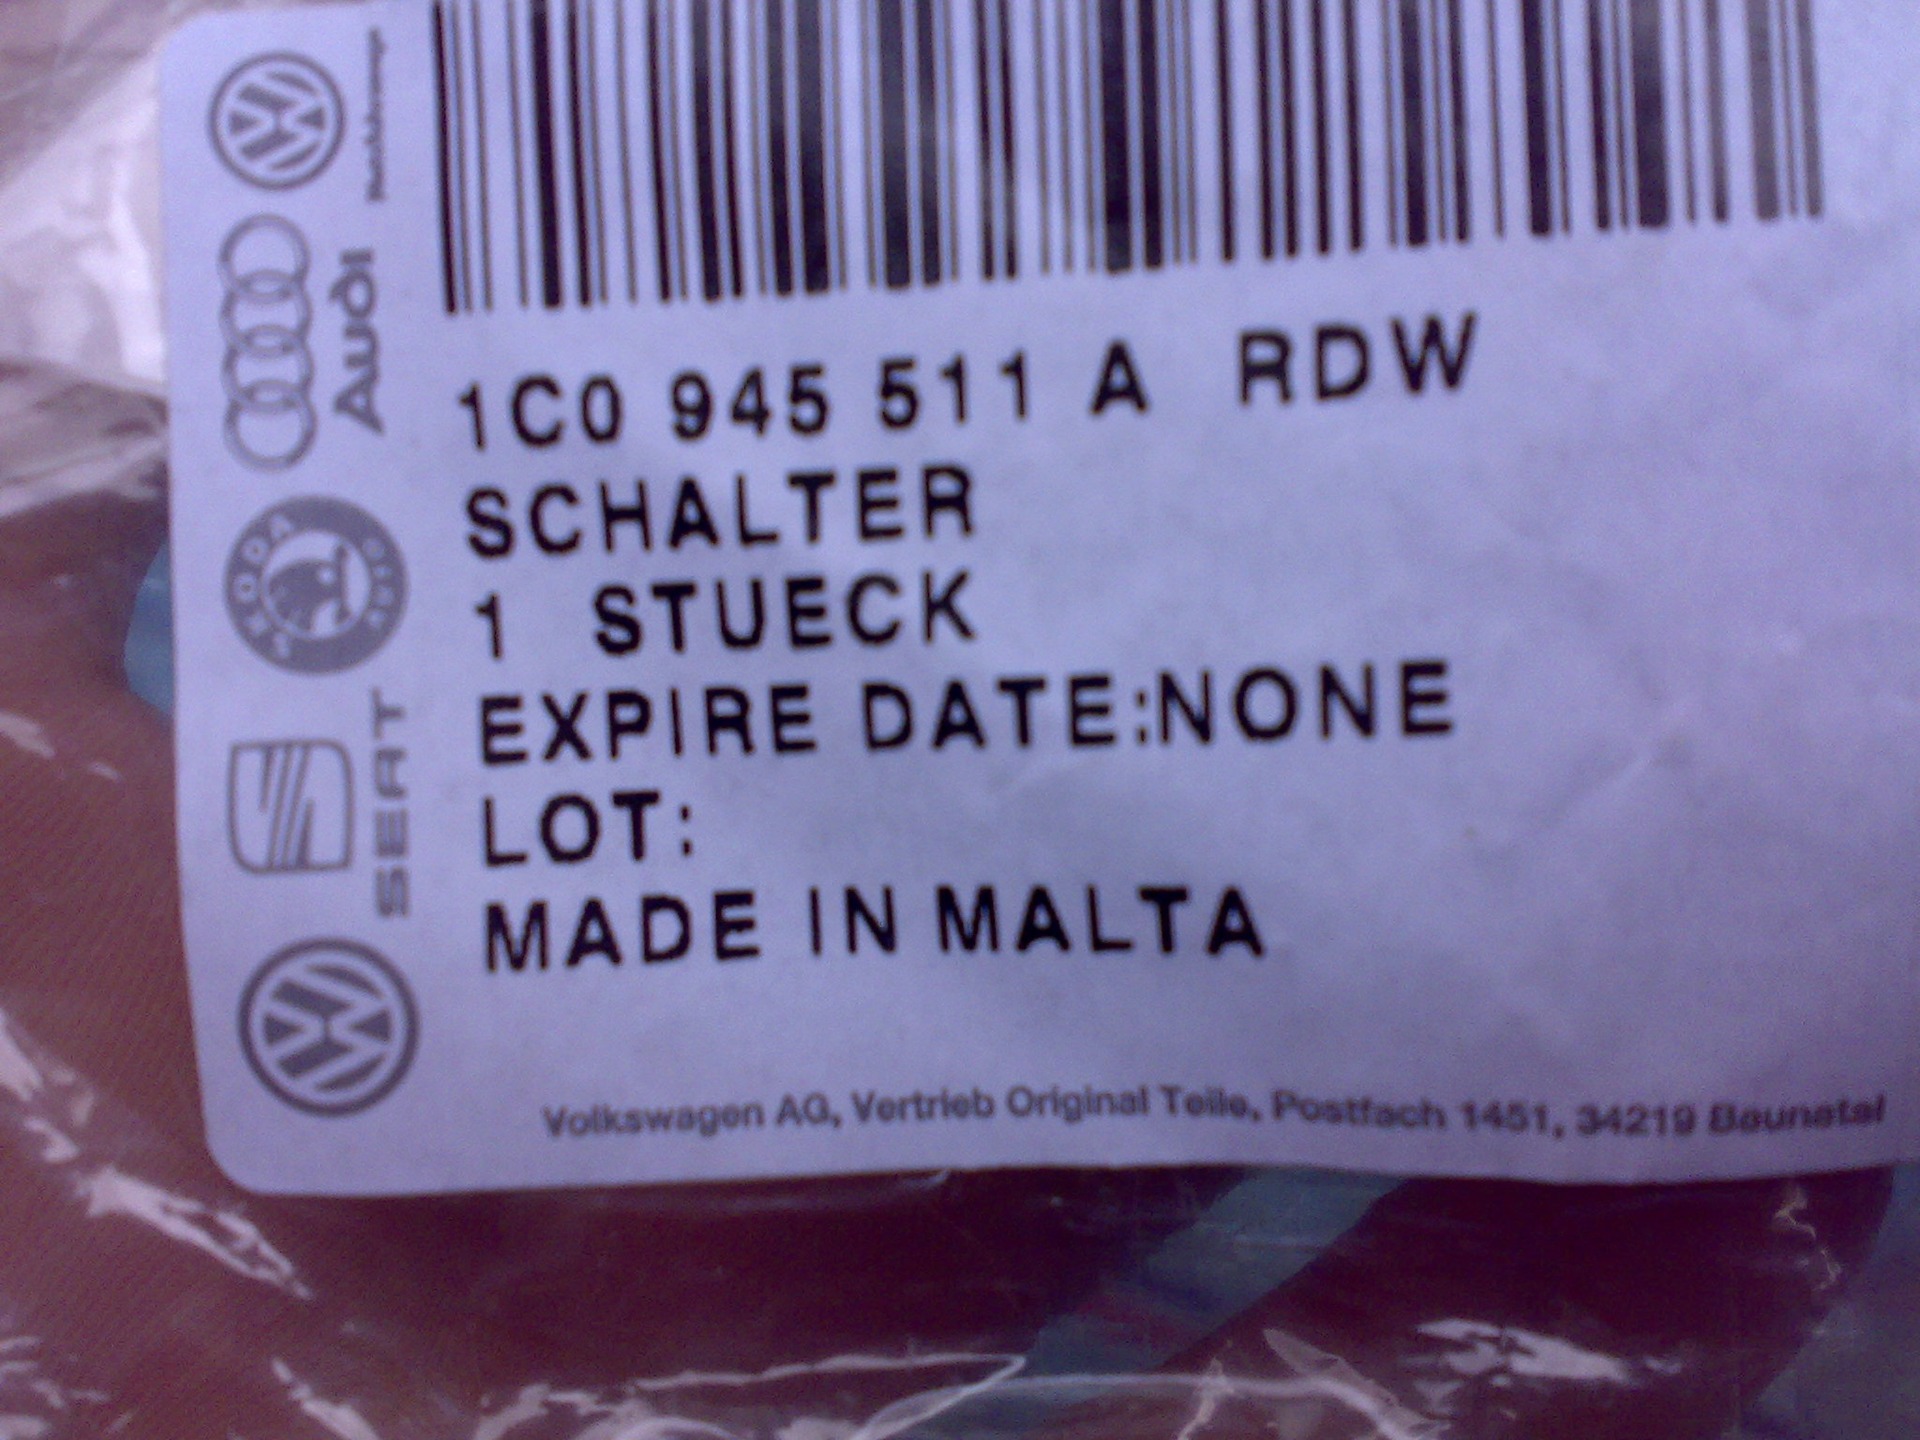 1C0 945 511 A RDW
SCHALTER
1 STUECK
EXPIRE DATE:NONE
LOT:
MADE IN MALTA
Volkswagen AG, Vertrieb Original Teile, Postfach 1451, 34219 Baunatal
Audi
SKODA
SEAT